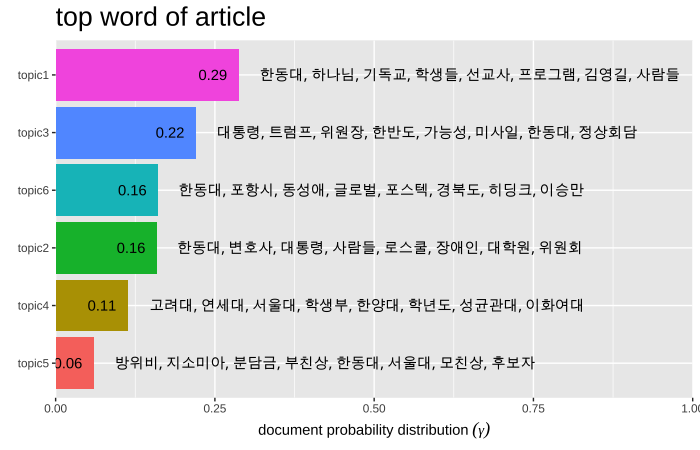 top word of article
topic1 0.29 한동대, 하나님, 기독교, 학생들, 선교사, 프로그램, 김영길, 사람들
topic3 0.22 대통령, 트럼프, 위원장, 한반도, 가능성, 미사일, 한동대, 정상회담
topic6 0.16 한동대, 포항시, 동성애, 글로벌, 포스텍, 경북도, 히딩크, 이승만
topic2 0.16 한동대, 변호사, 대통령, 사람들, 로스쿨, 장애인, 대학원, 위원회
topic4 0.11 고려대, 연세대, 서울대, 학생부, 한양대, 학년도, 성균관대, 이화여대
topic5 0.06 방위비, 지소미아, 분담금, 부친상, 한동대, 서울대, 모친상, 후보자
0.00 0.25 0.50 0.75 1.00
document probability distribution (γ)